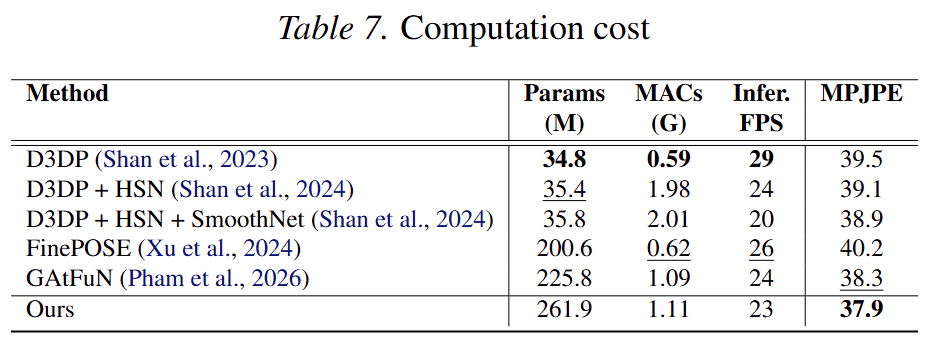 Table 7. Computation cost
Method Params MACs Infer. MPJPE
(M) (G) FPS
D3DP (Shan et al., 2023) 34.8 0.59 29 39.5
D3DP + HSN (Shan et al., 2024) 35.4 1.98 24 39.1
D3DP + HSN + SmoothNet (Shan et al., 2024) 35.8 2.01 20 38.9
FinePOSE (Xu et al., 2024) 200.6 0.62 26 40.2
GAtFuN (Pham et al., 2026) 225.8 1.09 24 38.3
Ours 261.9 1.11 23 37.9